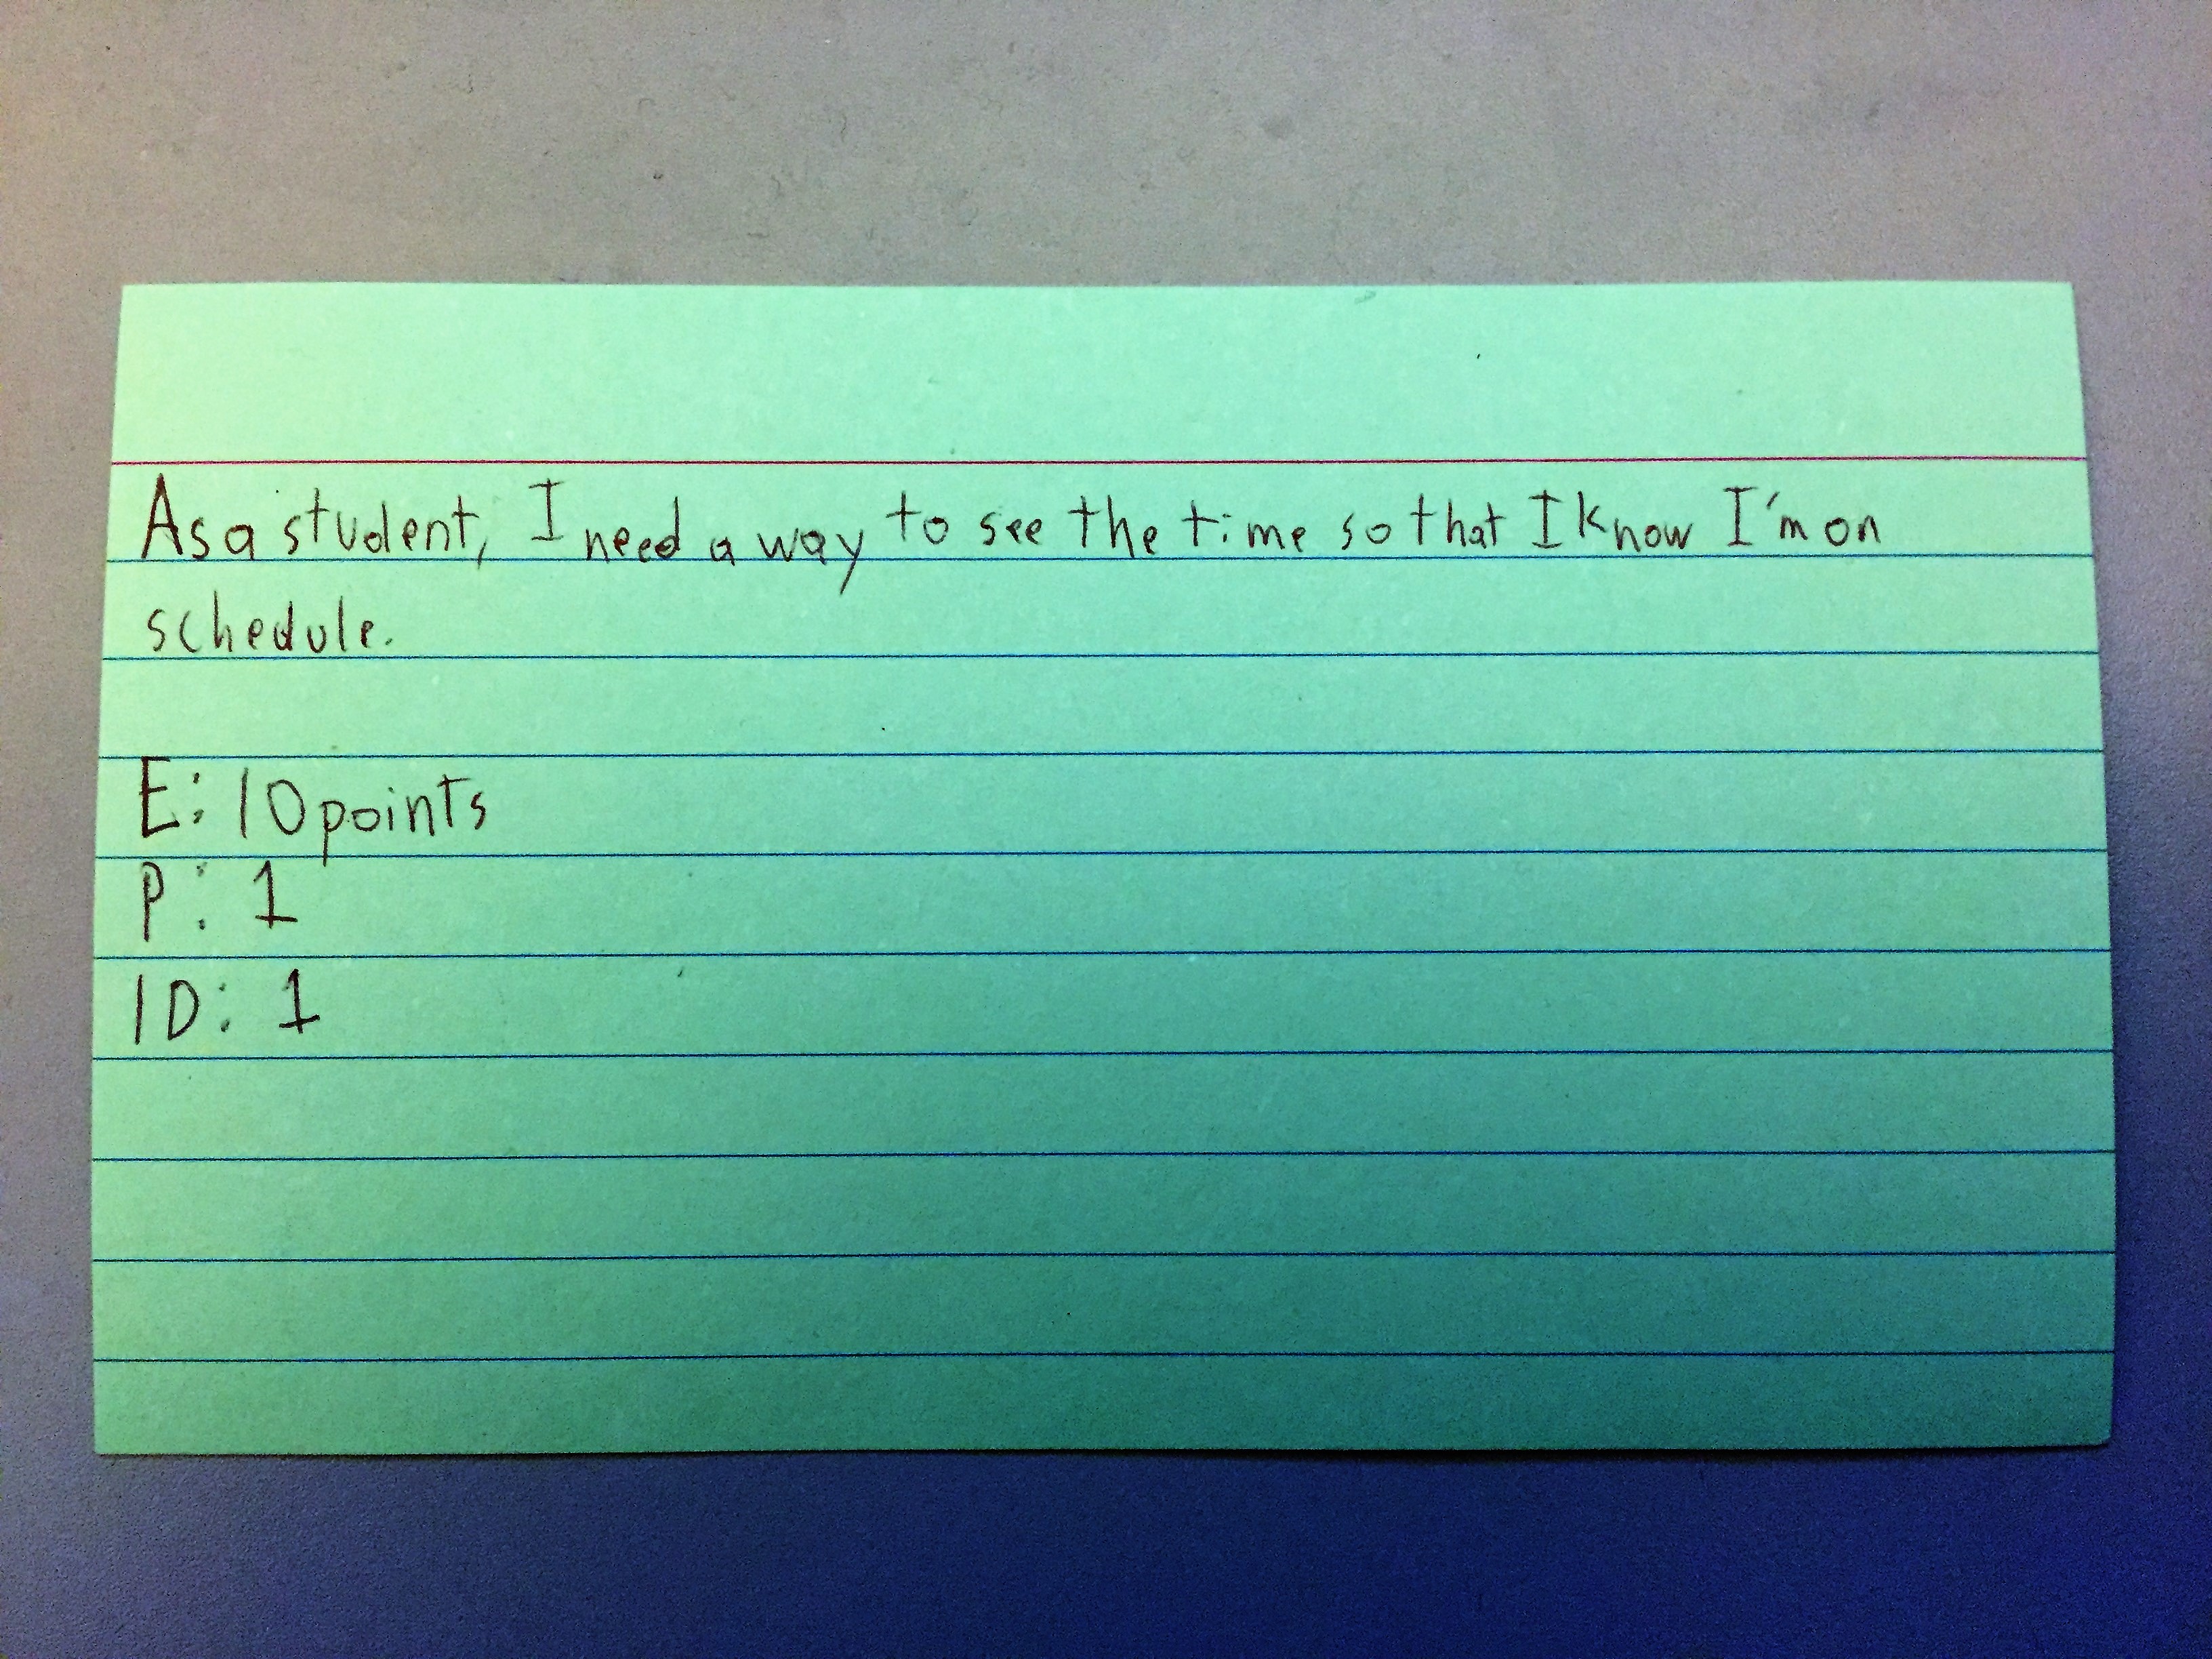 As a student, I need a way to see the time so that I know I'm on
schedule.
E: 10 points
P: 1
ID: 1